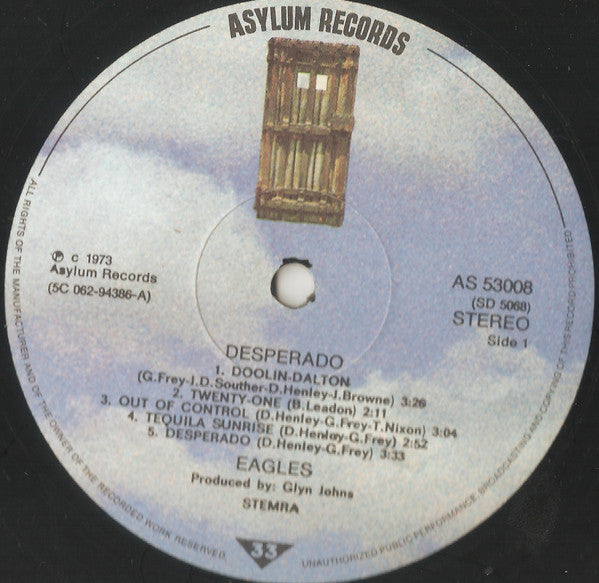 ASYLUM RECORDS
℗ c 1973
Asylum Records
(5C 062-94386-A)
AS 53008
(SD 5068)
STEREO
Side 1
DESPERADO
1. DOOLIN-DALTON
(G.Frey-J.D.Souther-D.Henley-J.Browne) 3:26
2. TWENTY-ONE (B.Leadon) 2:11
3. OUT OF CONTROL (D.Henley-G.Frey-T.Nixon) 3:04
4. TEQUILA SUNRISE (D.Henley-G.Frey) 2:52
5. DESPERADO (D.Henley-G.Frey) 3:33
EAGLES
Produced by: Glyn Johns
STEMRA
33
ALL RIGHTS OF THE MANUFACTURER AND OF THE OWNER OF THE RECORDED WORK RESERVED
UNAUTHORIZED PUBLIC PERFORMANCE, BROADCASTING AND COPYING OF THIS RECORD PROHIBITED